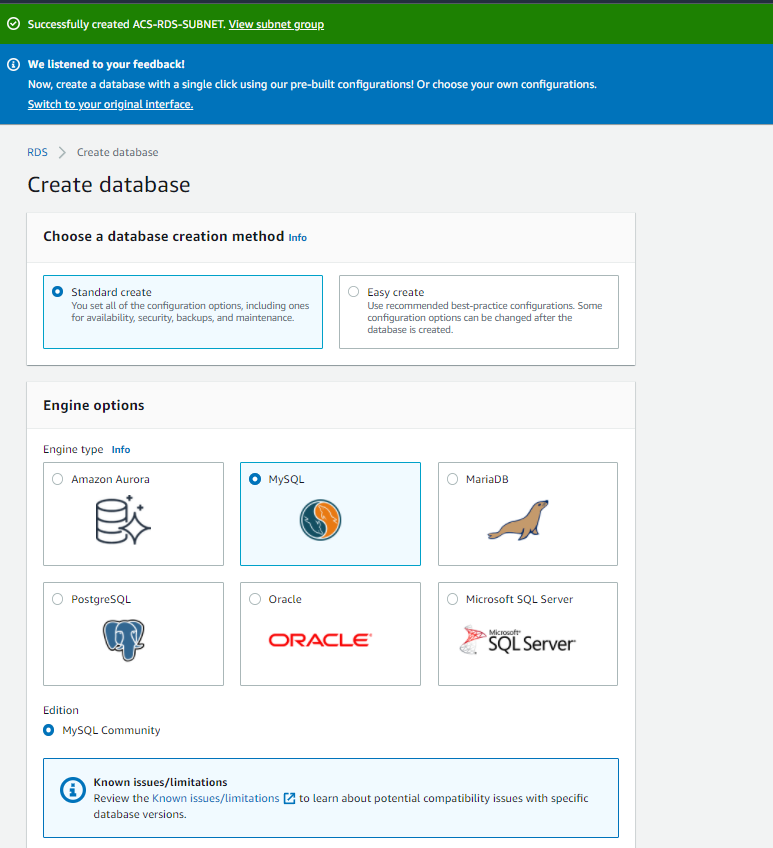 Successfully created ACS-RDS-SUBNET. View subnet group
We listened to your feedback!
Now, create a database with a single click using our pre-built configurations! Or choose your own configurations.
Switch to your original interface.
RDS > Create database
Create database
Choose a database creation method Info
Standard create
You set all of the configuration options, including ones
for availability, security, backups, and maintenance.
Easy create
Use recommended best-practice configurations. Some
configuration options can be changed after the
database is created.
Engine options
Engine type Info
Amazon Aurora
MySQL
MariaDB
PostgreSQL
Oracle
ORACLE
Microsoft SQL Server
Microsoft
SQL Server
Edition
MySQL Community
Known issues/limitations
Review the Known issues/limitations to learn about potential compatibility issues with specific
database versions.